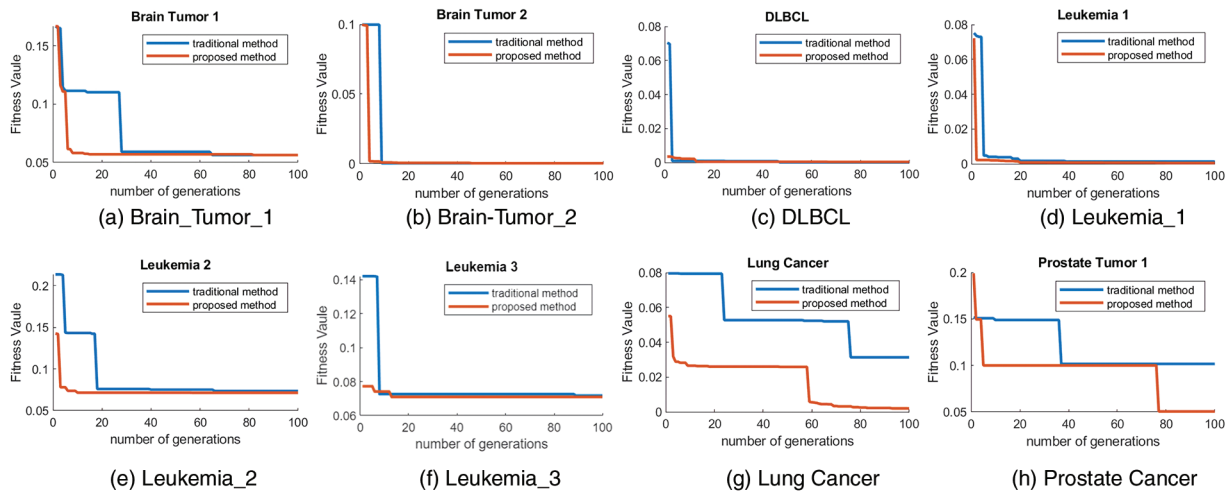 Brain Tumor 1
Fitness Vaule
0.15
0.1
0.05
traditional method
proposed method
0 20 40 60 80 100
number of generations
(a) Brain_Tumor_1
Brain Tumor 2
Fitness Vaule
0.1
0.05
0
traditional method
proposed method
0 20 40 60 80 100
number of generations
(b) Brain-Tumor_2
DLBCL
Fitness Vaule
0.08
0.06
0.04
0.02
0
traditional method
proposed method
0 20 40 60 80 100
number of generations
(c) DLBCL
Leukemia 1
Fitness Vaule
0.08
0.06
0.04
0.02
0
traditional method
proposed method
0 20 40 60 80 100
number of generations
(d) Leukemia_1
Leukemia 2
Fitness Vaule
0.2
0.15
0.1
0.05
traditional method
proposed method
0 20 40 60 80 100
number of generations
(e) Leukemia_2
Leukemia 3
Fitness Vaule
0.14
0.12
0.1
0.08
0.06
traditional method
proposed method
0 20 40 60 80 100
number of generations
(f) Leukemia_3
Lung Cancer
Fitness Vaule
0.08
0.06
0.04
0.02
0
traditional method
proposed method
0 20 40 60 80 100
number of generations
(g) Lung Cancer
Prostate Tumor 1
Fitness Vaule
0.2
0.15
0.1
0.05
traditional method
proposed method
0 20 40 60 80 100
number of generations
(h) Prostate Cancer